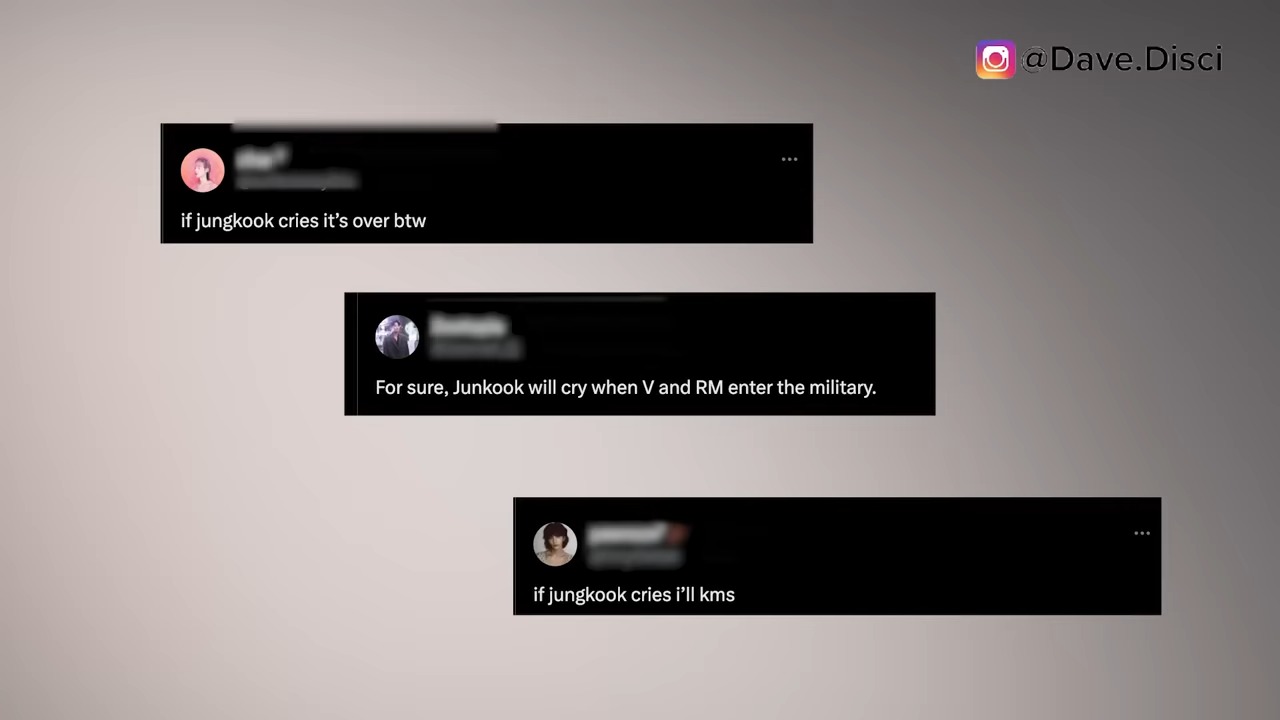 @Dave.Disci
if jungkook cries it’s over btw
For sure, Junkook will cry when V and RM enter the military.
if jungkook cries i’ll kms